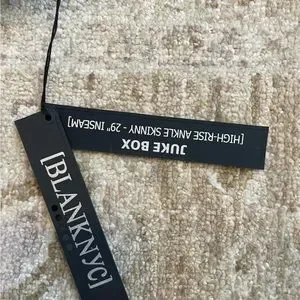 JUKE BOX
[HIGH-RISE ANKLE SKINNY - 29" INSEAM]
[BLANKNYC]